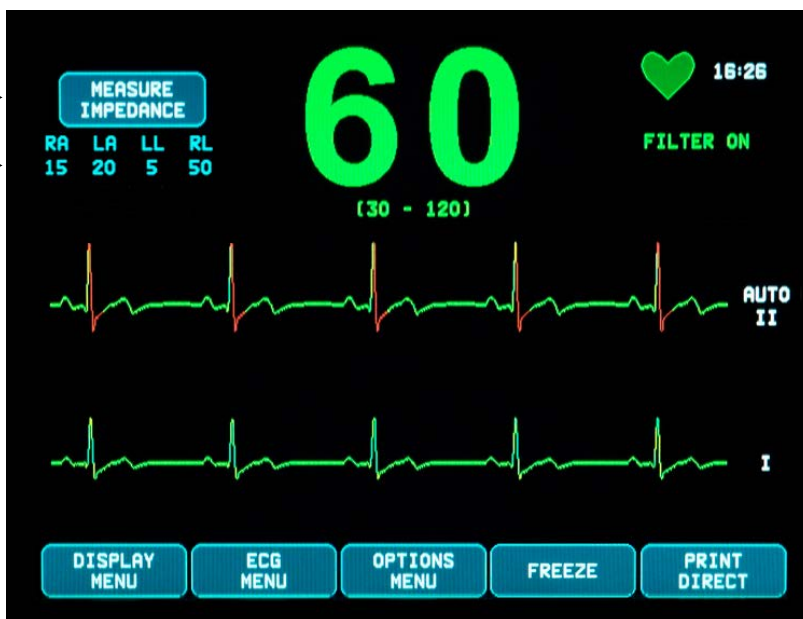 MEASURE
IMPEDANCE
RA LA LL RL
15 20 5 50
60
(30 - 120)
16:26
FILTER ON
AUTO
II
I
DISPLAY
MENU
ECG
MENU
OPTIONS
MENU
FREEZE
PRINT
DIRECT